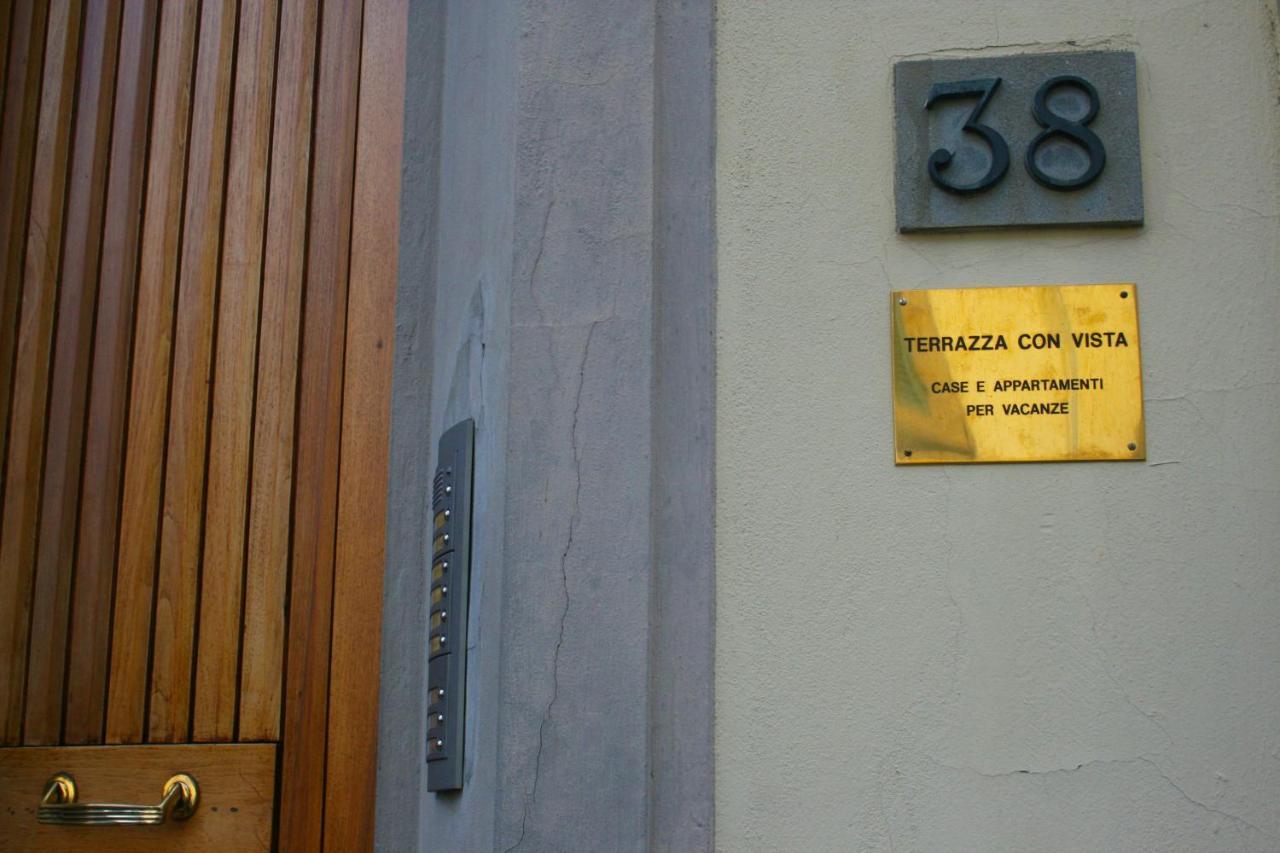 38
TERRAZZA CON VISTA
CASE E APPARTAMENTI
PER VACANZE